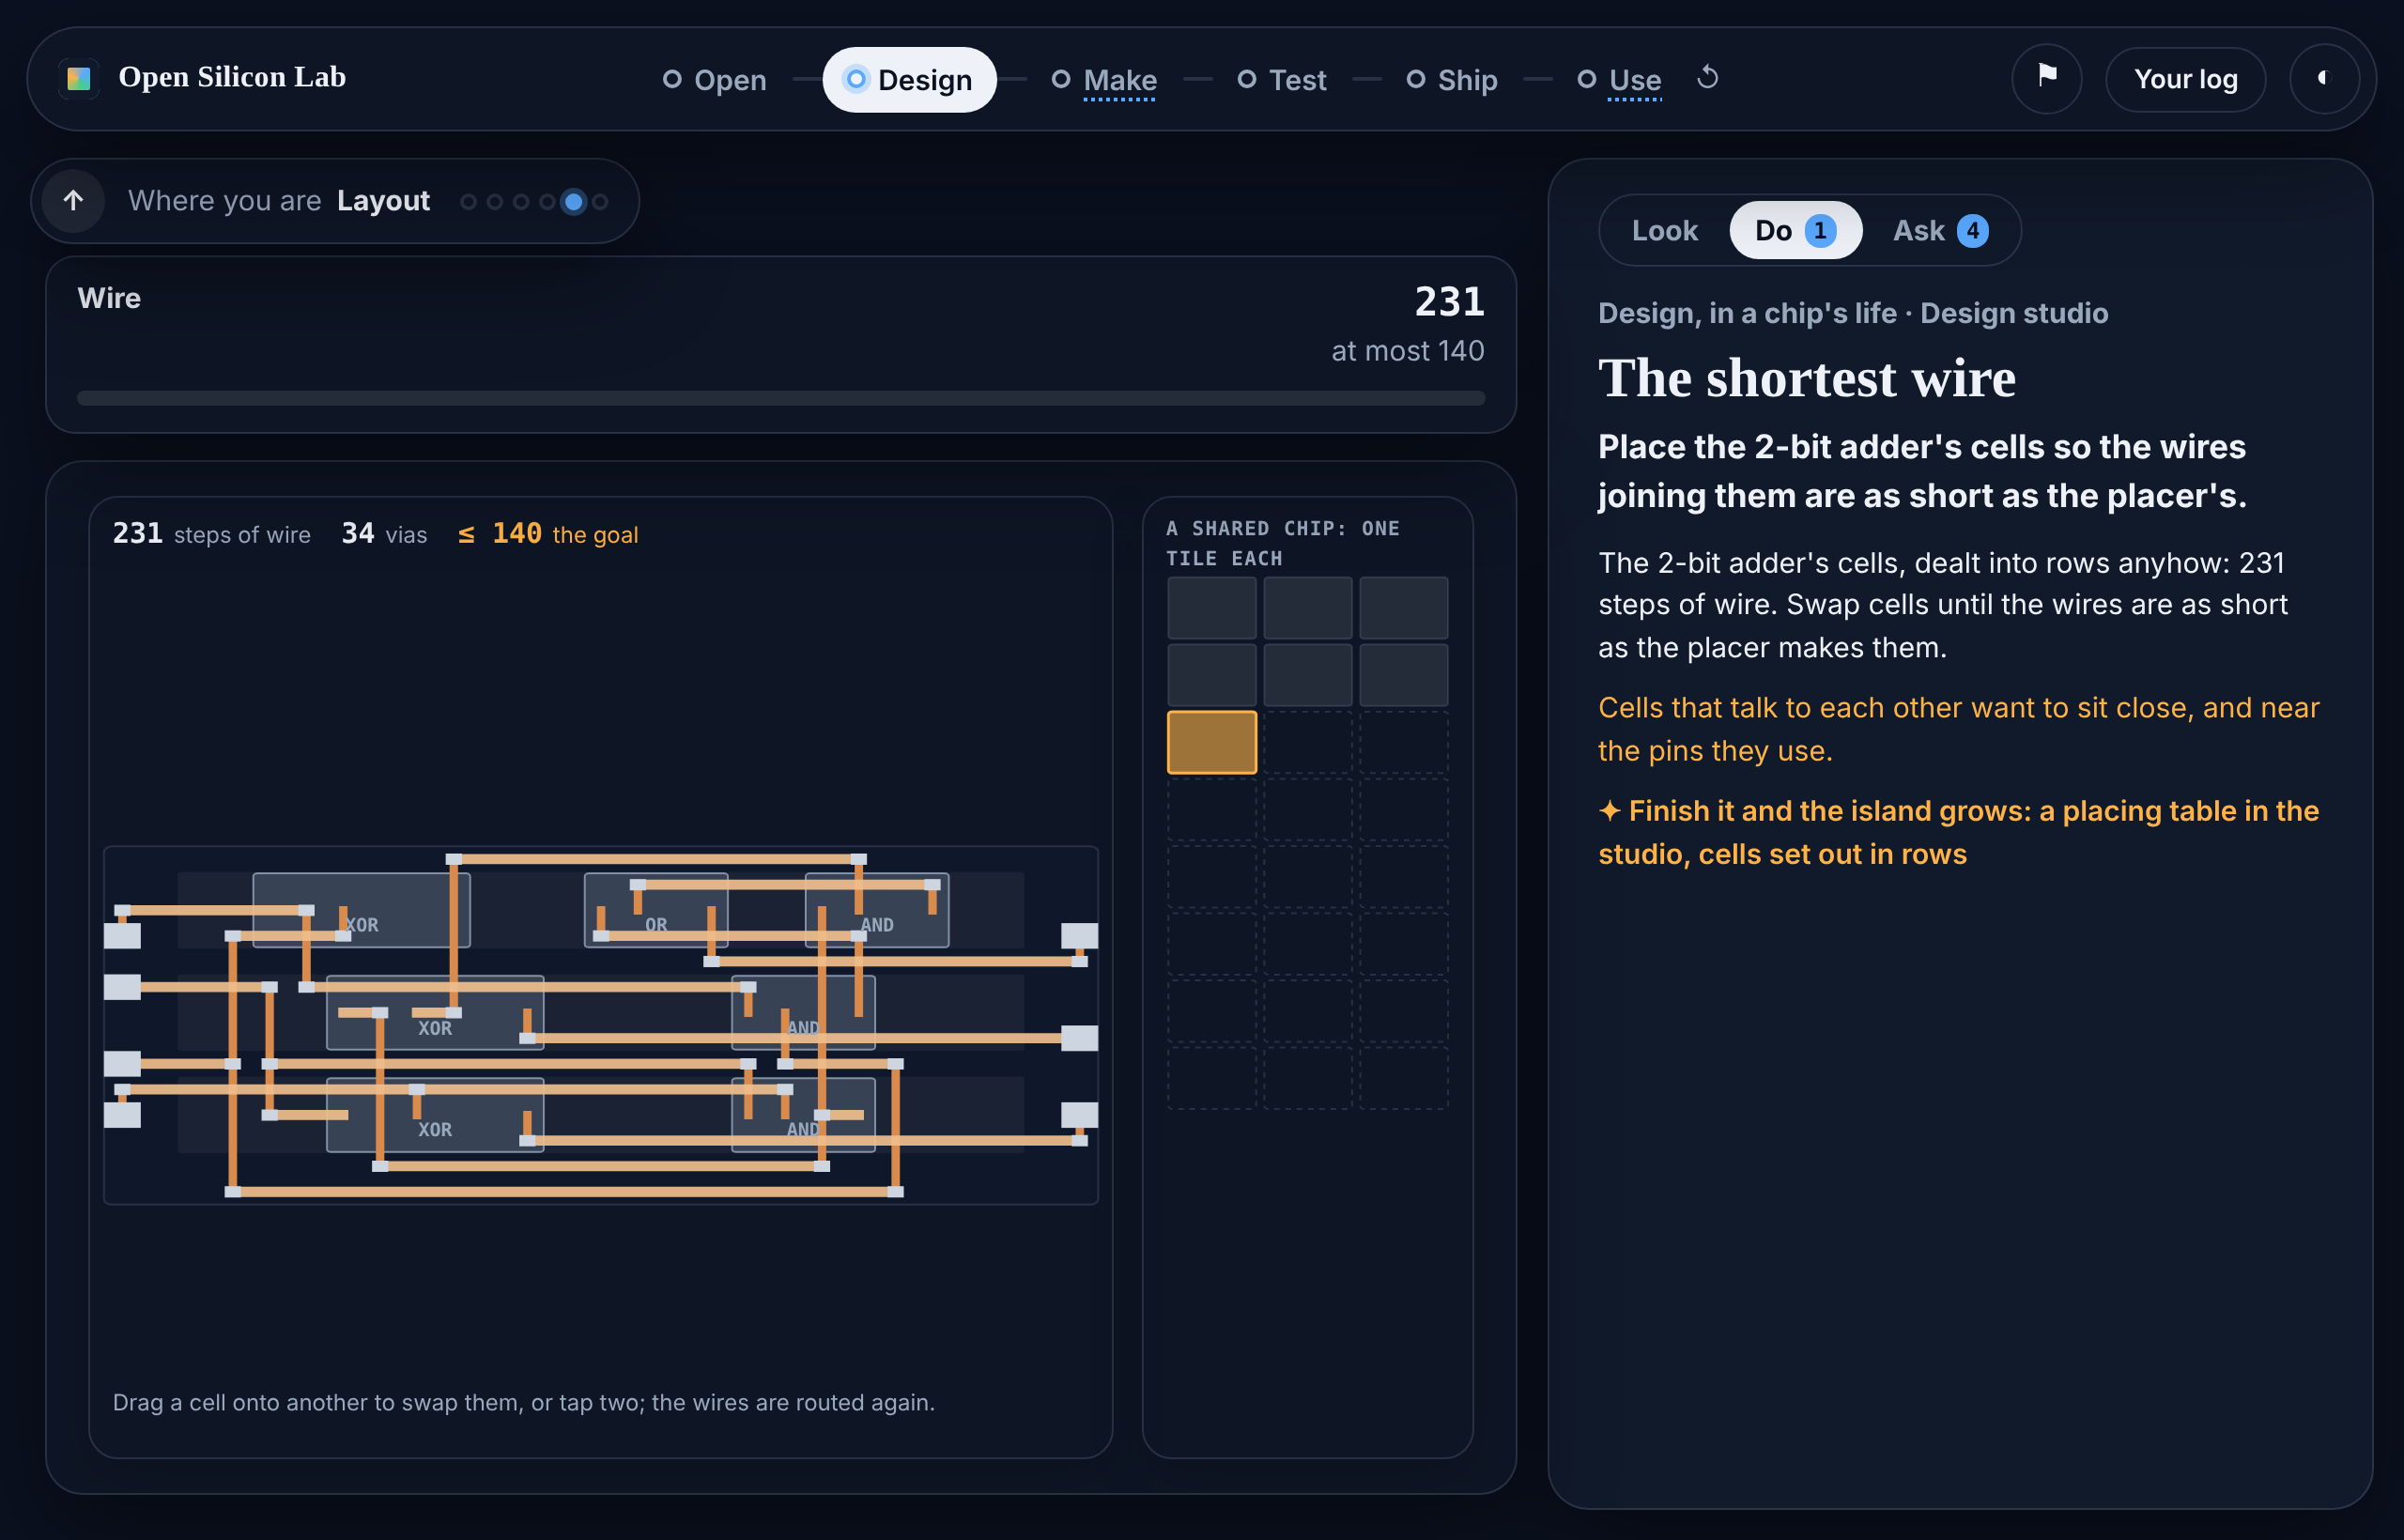 Open Silicon Lab
Open
Design
Make
Test
Ship
Use
Your log
Where you are Layout
Wire
231
at most 140
231 steps of wire 34 vias ≤ 140 the goal
XOR
OR
AND
XOR
AND
XOR
AND
Drag a cell onto another to swap them, or tap two; the wires are routed again.
A SHARED CHIP: ONE
TILE EACH
Look
Do 1
Ask 4
Design, in a chip's life · Design studio
The shortest wire
Place the 2-bit adder's cells so the wires
joining them are as short as the placer's.
The 2-bit adder's cells, dealt into rows anyhow: 231
steps of wire. Swap cells until the wires are as short
as the placer makes them.
Cells that talk to each other want to sit close, and near
the pins they use.
✦ Finish it and the island grows: a placing table in the
studio, cells set out in rows